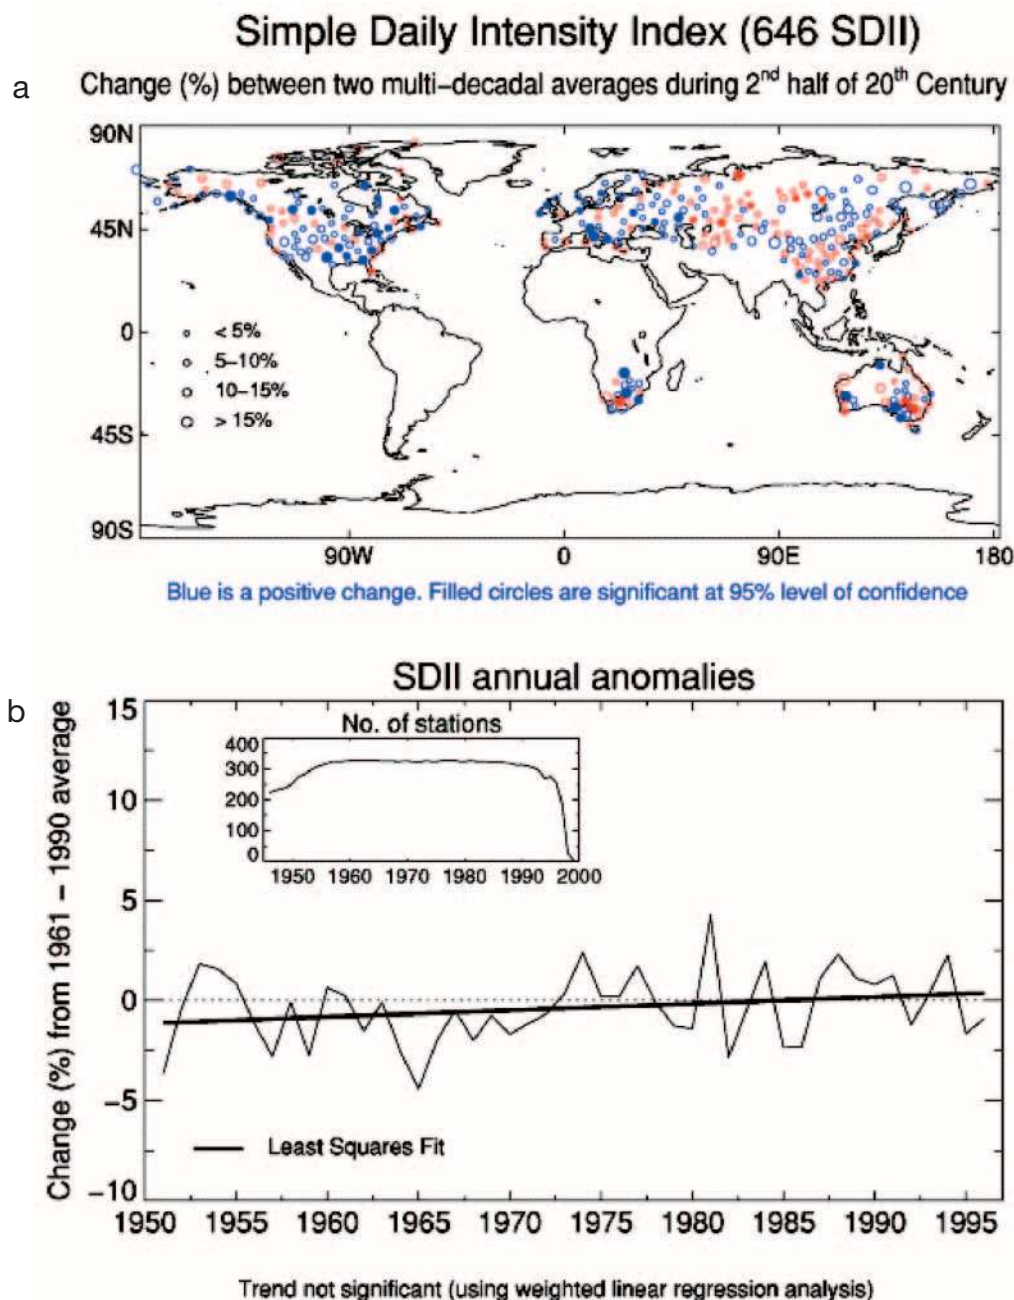 Simple Daily Intensity Index (646 SDII)
a
Change (%) between two multi–decadal averages during 2nd half of 20th Century
90N
45N
0
45S
90S
< 5%
5–10%
10–15%
> 15%
90W 0 90E 180
Blue is a positive change. Filled circles are significant at 95% level of confidence
SDII annual anomalies
b
Change (%) from 1961 – 1990 average
15
10
5
0
−5
−10
No. of stations
400
300
200
100
0
1950 1960 1970 1980 1990 2000
Least Squares Fit
1950 1955 1960 1965 1970 1975 1980 1985 1990 1995
Trend not significant (using weighted linear regression analysis)